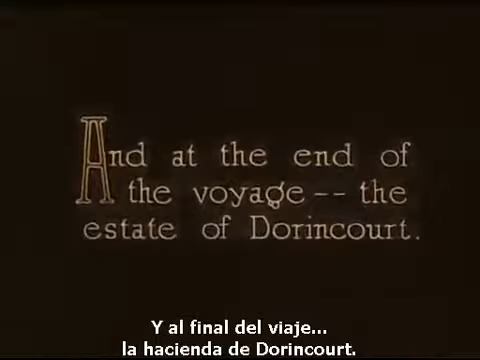 And at the end of
the voyage -- the
estate of Dorincourt.
Y al final del viaje...
la hacienda de Dorincourt.